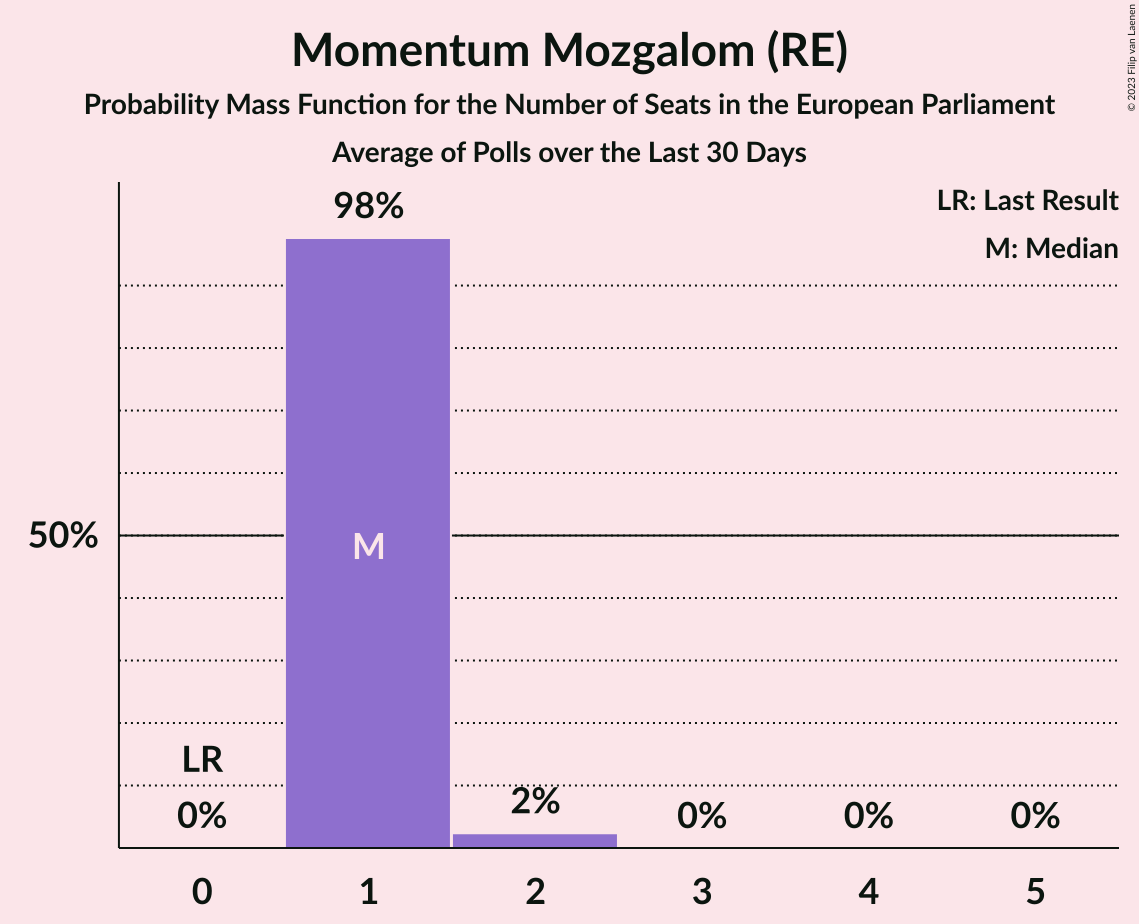 Momentum Mozgalom (RE)
Probability Mass Function for the Number of Seats in the European Parliament
Average of Polls over the Last 30 Days
© 2023 Filip van Laenen
LR: Last Result
M: Median
98%
50%
M
LR
0%
2%
0%
0%
0%
0
1
2
3
4
5